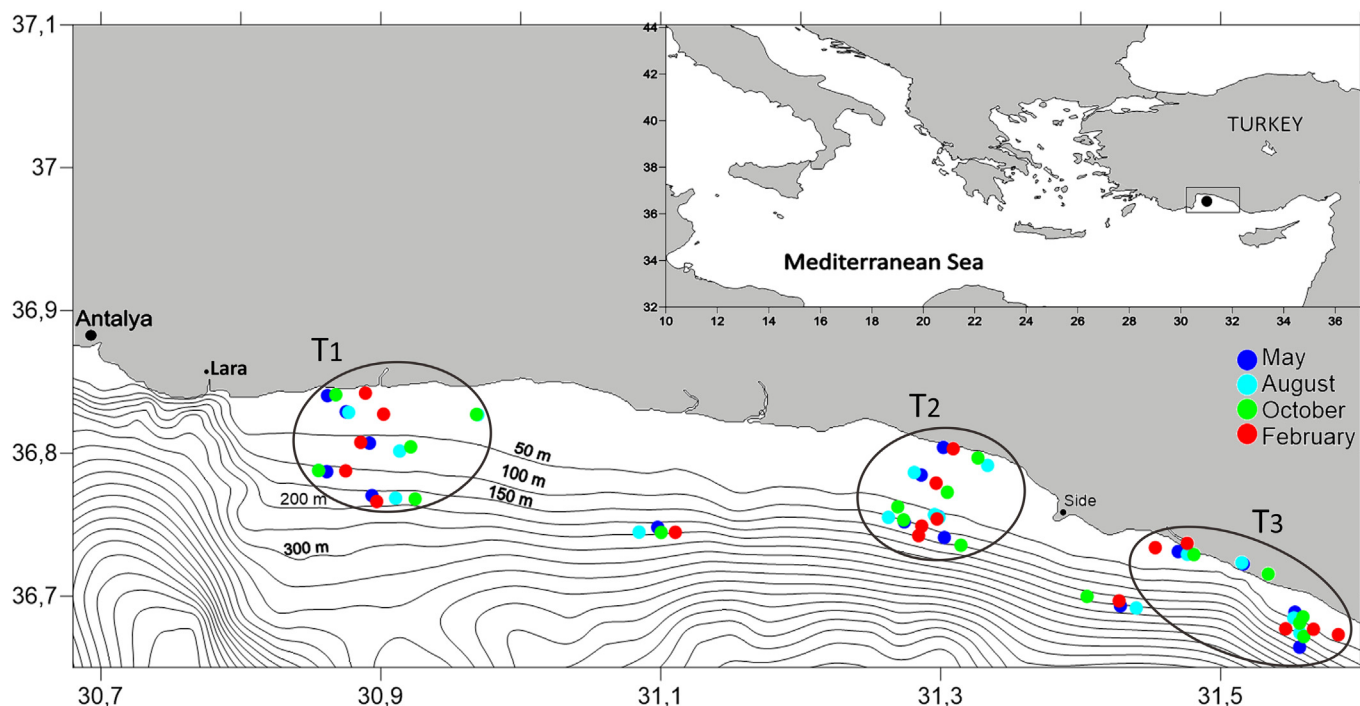 37,1
37
36,9
36,8
36,7
30,7
30,9
31,1
31,3
31,5
44
42
40
38
36
34
32
10
12
14
16
18
20
22
24
26
28
30
32
34
36
TURKEY
Mediterranean Sea
Antalya
Lara
T1
50 m
100 m
150 m
200 m
300 m
T2
Side
T3
May
August
October
February